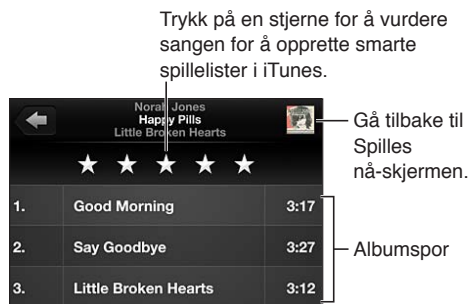 Trykk på en stjerne for å vurdere
sangen for å opprette smarte
spillelister i iTunes.
Norah Jones
Happy Pills
Little Broken Hearts
Gå tilbake til
Spilles
nå-skjermen.
1. Good Morning 3:17
2. Say Goodbye 3:27
Albumspor
3. Little Broken Hearts 3:12